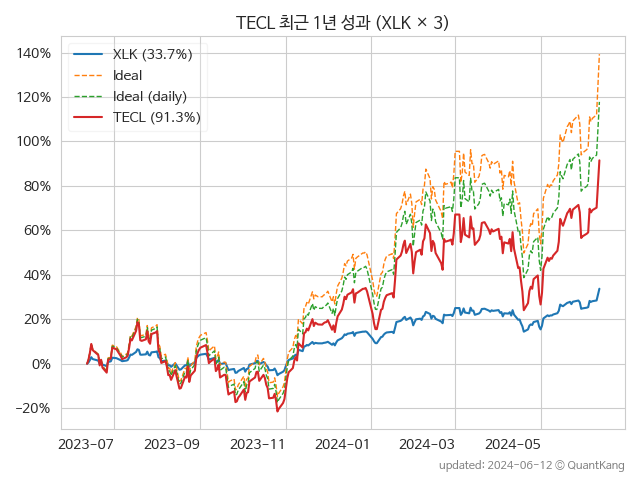 TECL 최근 1년 성과 (XLK × 3)
XLK (33.7%)
Ideal
Ideal (daily)
TECL (91.3%)
140%
120%
100%
80%
60%
40%
20%
0%
−20%
2023-07 2023-09 2023-11 2024-01 2024-03 2024-05
updated: 2024-06-12 © QuantKang